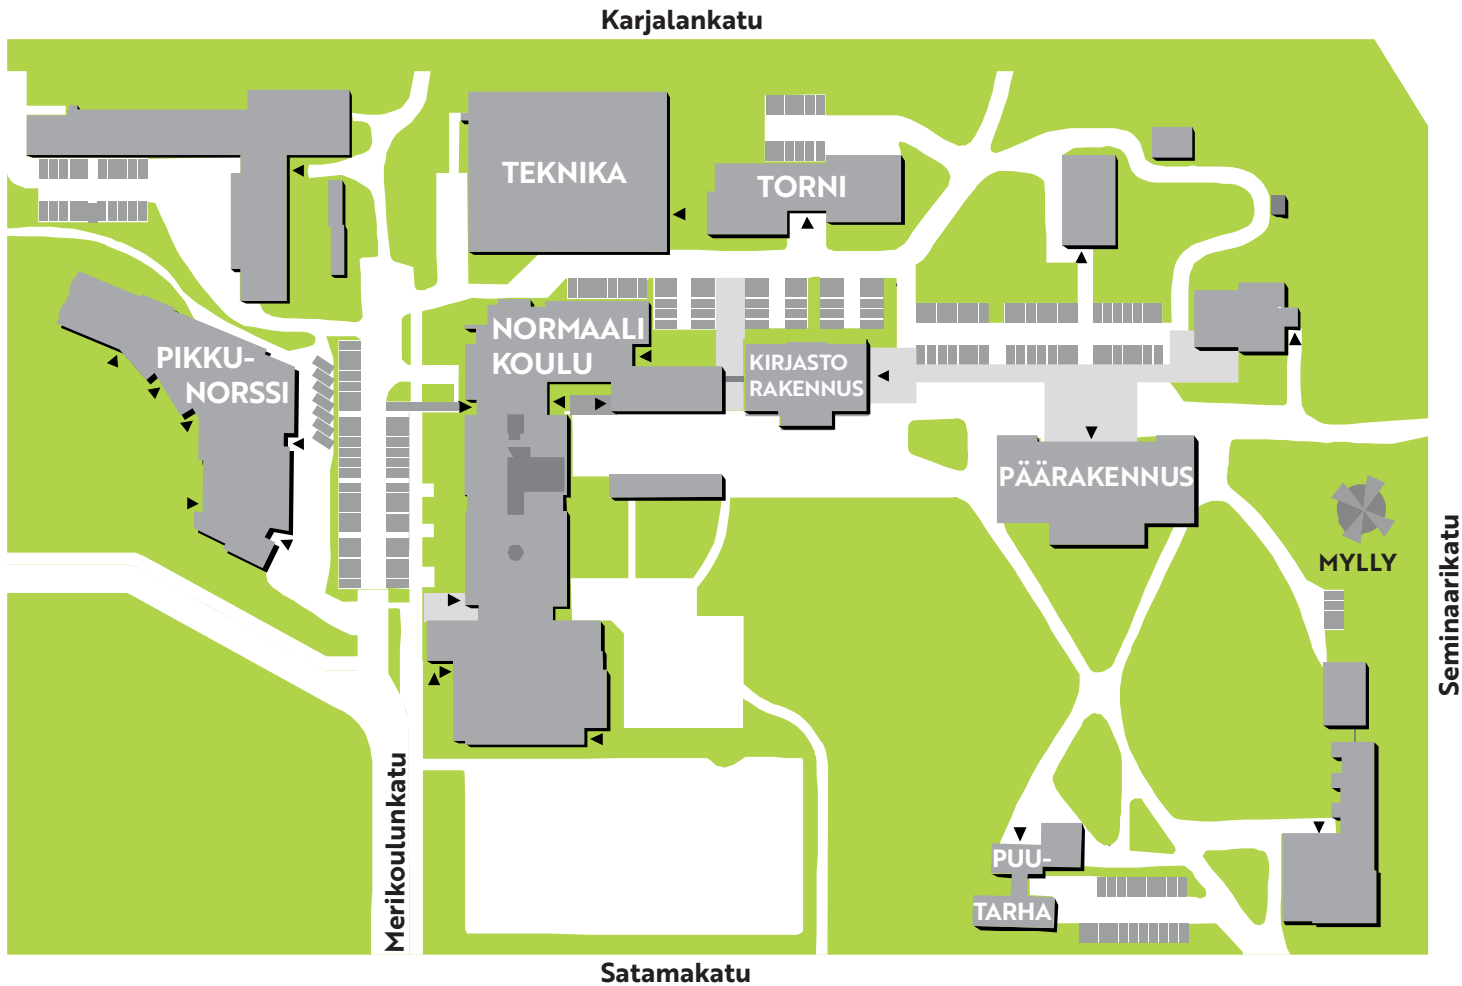 Karjalankatu
TEKNIKA
TORNI
NORMAALI
KOULU
PIKKU-
NORSSI
KIRJASTO
RAKENNUS
PÄÄRAKENNUS
MYLLY
Seminaarikatu
Merikoulunkatu
PUU-
TARHA
Satamakatu